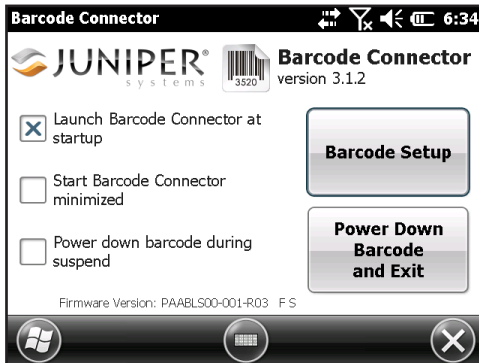 Barcode Connector 6:34
JUNIPER®
systems
3520
Barcode Connector
version 3.1.2
Launch Barcode Connector at
startup
Start Barcode Connector
minimized
Power down barcode during
suspend
Barcode Setup
Power Down
Barcode
and Exit
Firmware Version: PAABLS00-001-R03 F S